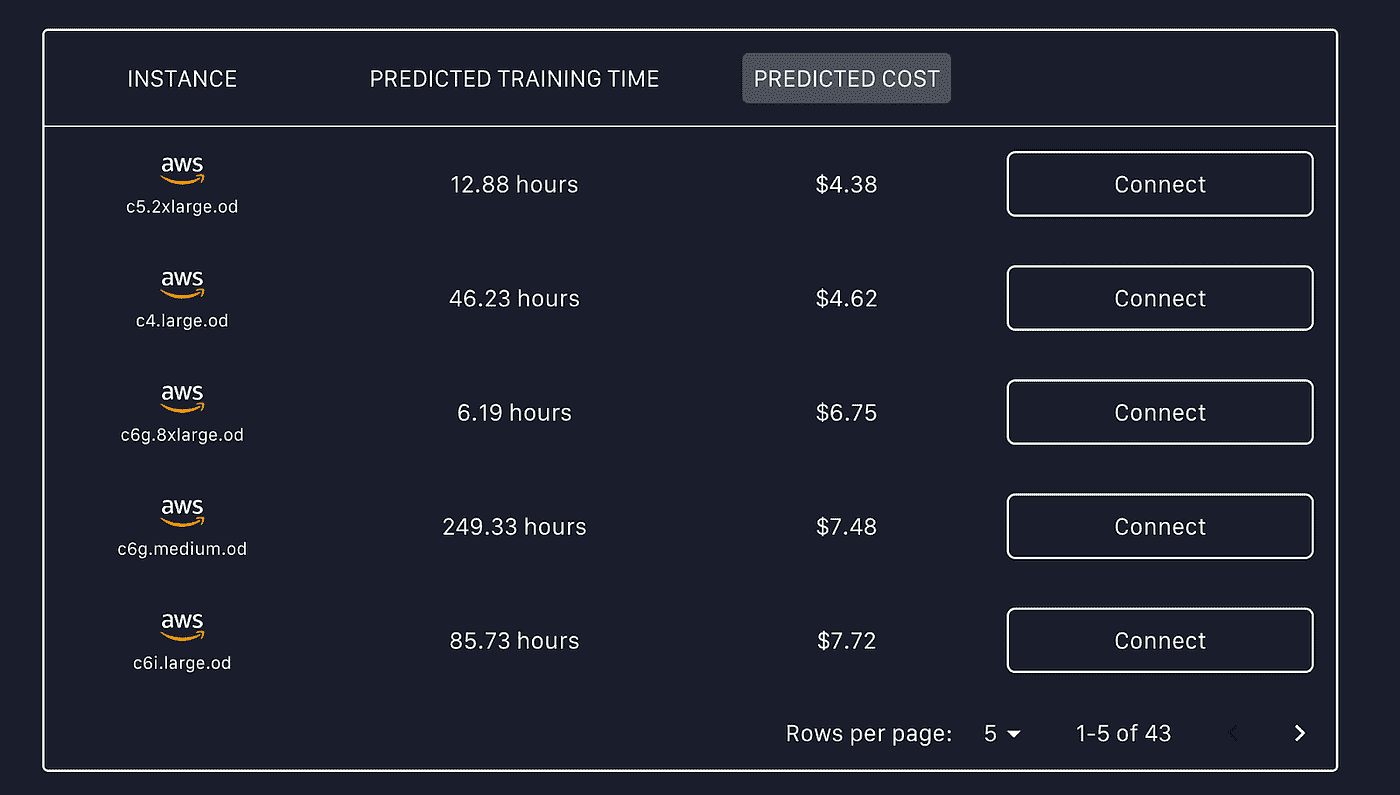 INSTANCE PREDICTED TRAINING TIME PREDICTED COST
aws
c5.2xlarge.od 12.88 hours $4.38 Connect
aws
c4.large.od 46.23 hours $4.62 Connect
aws
c6g.8xlarge.od 6.19 hours $6.75 Connect
aws
c6g.medium.od 249.33 hours $7.48 Connect
aws
c6i.large.od 85.73 hours $7.72 Connect
Rows per page: 5 1-5 of 43